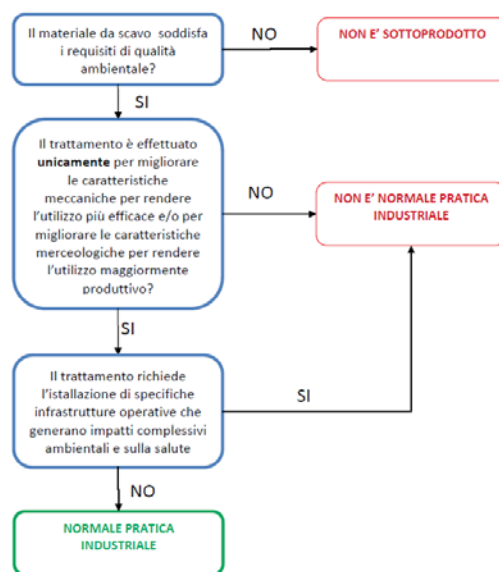 Il materiale da scavo soddisfa
i requisiti di qualità
ambientale?
NO
NON E' SOTTOPRODOTTO
SI
Il trattamento è effettuato
unicamente per migliorare
le caratteristiche
meccaniche per rendere
l'utilizzo più efficace e/o per
migliorare le caratteristiche
merceologiche per rendere
l'utilizzo maggiormente
produttivo?
NO
NON E' NORMALE PRATICA
INDUSTRIALE
SI
Il trattamento richiede
l'istallazione di specifiche
infrastrutture operative che
generano impatti complessivi
ambientali e sulla salute
SI
NO
NORMALE PRATICA
INDUSTRIALE